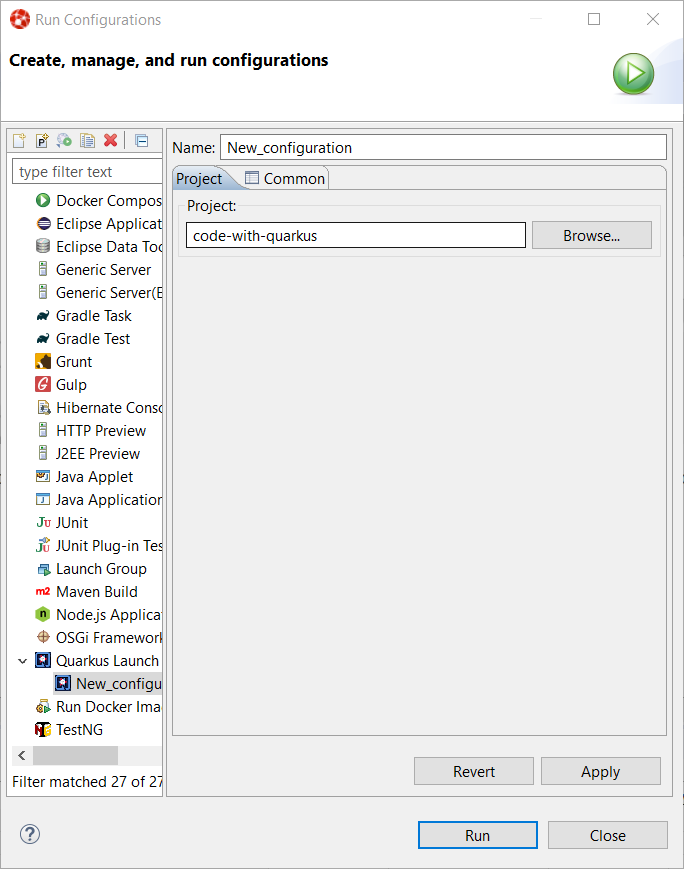 Run Configurations
Create, manage, and run configurations
type filter text
Docker Compos
Eclipse Applicat
Eclipse Data Too
Generic Server
Generic Server(E
Gradle Task
Gradle Test
Grunt
Gulp
Hibernate Conso
HTTP Preview
J2EE Preview
Java Applet
Java Application
JUnit
JUnit Plug-in Tes
Launch Group
m2 Maven Build
Node.js Applicat
OSGi Framework
Quarkus Launch
New_configu
Run Docker Ima
TestNG
Filter matched 27 of 27
Name: New_configuration
Project Common
Project:
code-with-quarkus Browse...
Revert Apply
Run Close